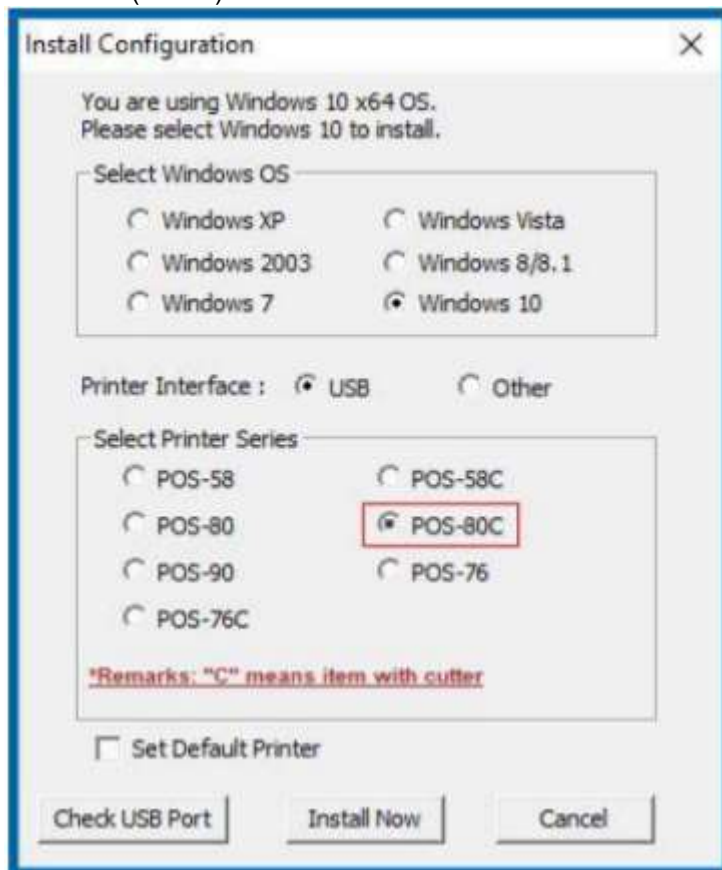 Install Configuration
You are using Windows 10 x64 OS.
Please select Windows 10 to install.
Select Windows OS
Windows XP Windows Vista
Windows 2003 Windows 8/8.1
Windows 7 Windows 10
Printer Interface : USB Other
Select Printer Series
POS-58 POS-58C
POS-80 POS-80C
POS-90 POS-76
POS-76C
*Remarks: "C" means item with cutter
Set Default Printer
Check USB Port Install Now Cancel